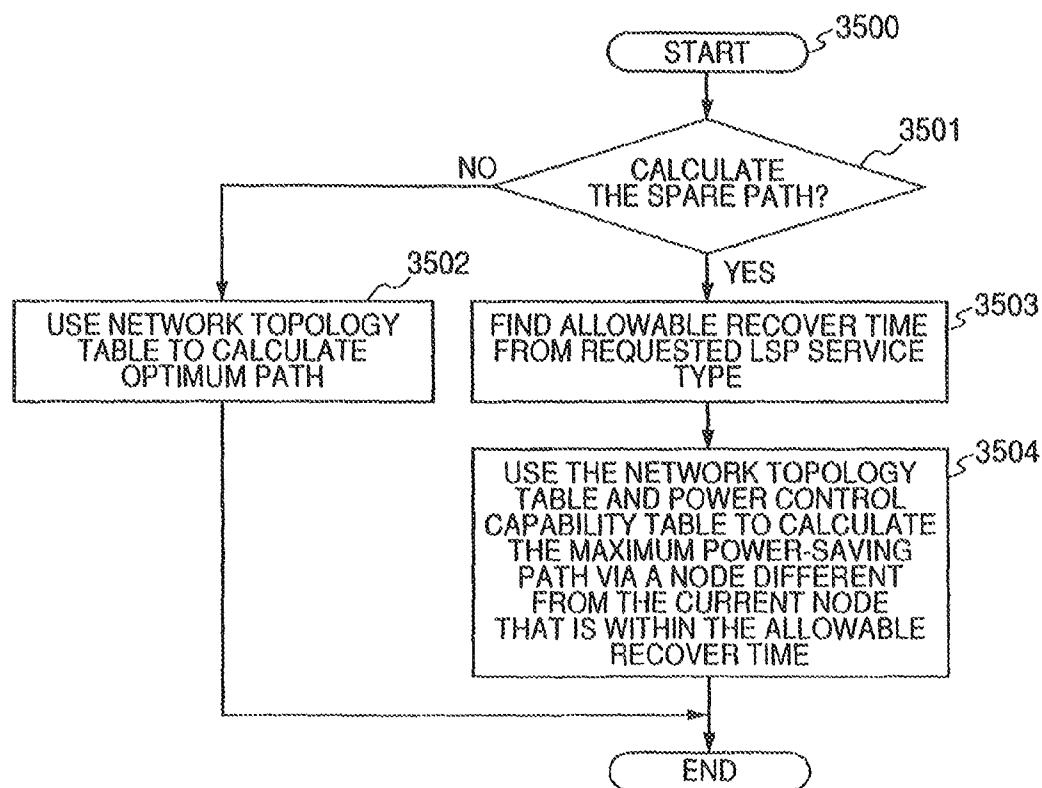 3500
START
3501
CALCULATE
THE SPARE PATH?
NO
YES
3502
USE NETWORK TOPOLOGY
TABLE TO CALCULATE
OPTIMUM PATH
3503
FIND ALLOWABLE RECOVER TIME
FROM REQUESTED LSP SERVICE
TYPE
3504
USE THE NETWORK TOPOLOGY
TABLE AND POWER CONTROL
CAPABILITY TABLE TO CALCULATE
THE MAXIMUM POWER-SAVING
PATH VIA A NODE DIFFERENT
FROM THE CURRENT NODE
THAT IS WITHIN THE ALLOWABLE
RECOVER TIME
END